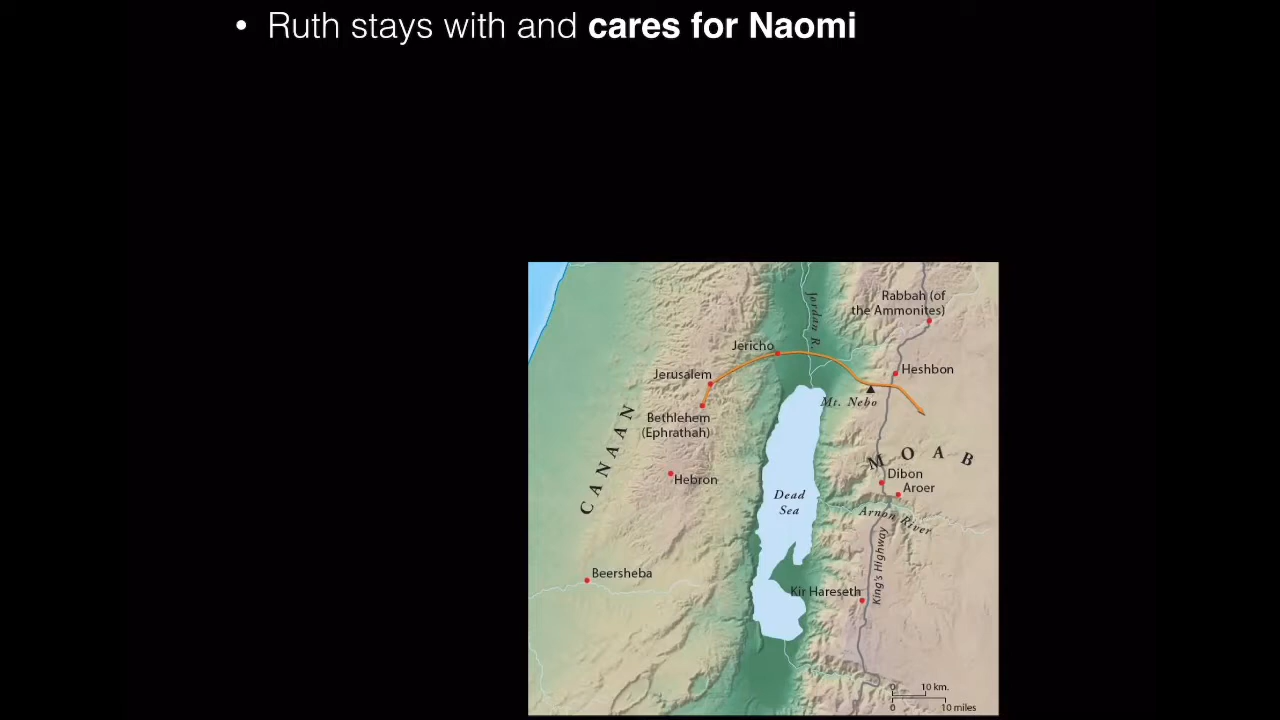 • Ruth stays with and cares for Naomi
Rabbah (of
the Ammonites)
Jordan R.
Jericho
Heshbon
Jerusalem
Mt. Nebo
Bethlehem
(Ephrathah)
CANAAN
MOAB
Hebron
Dibon
Aroer
Dead
Sea
Arnon River
King's Highway
Beersheba
Kir Hareseth
0 10 km.
0 10 miles